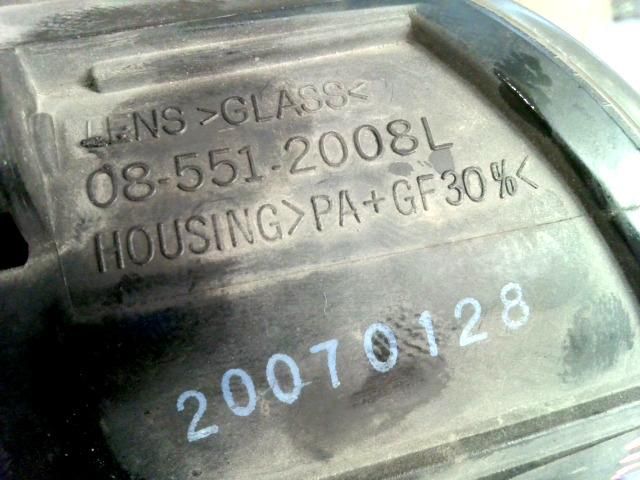 LENS >GLASS<
08-551-2008L
HOUSING>PA+GF30%<
20070128